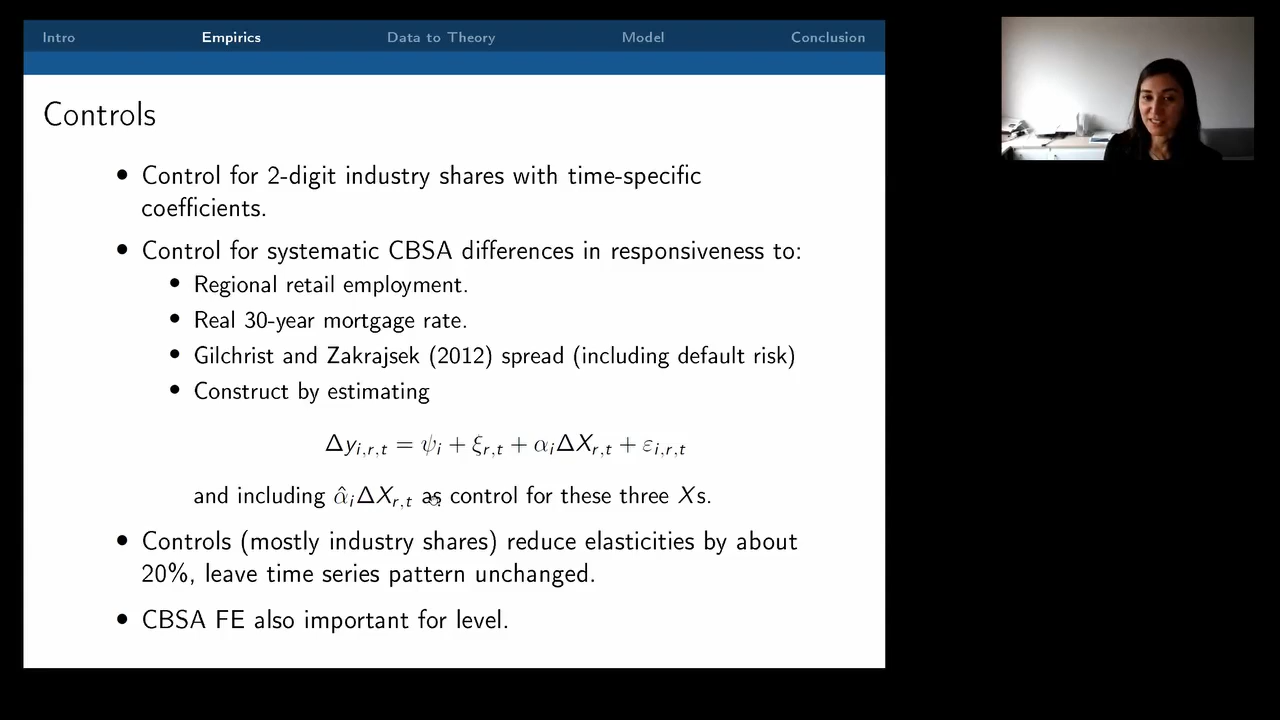 Intro Empirics Data to Theory Model Conclusion
Controls
• Control for 2-digit industry shares with time-specific
coefficients.
• Control for systematic CBSA differences in responsiveness to:
• Regional retail employment.
• Real 30-year mortgage rate.
• Gilchrist and Zakrajsek (2012) spread (including default risk)
• Construct by estimating
Δy_{i,r,t} = ψ_i + ξ_{r,t} + α_iΔX_{r,t} + ε_{i,r,t}
and including α̂_iΔX_{r,t} as control for these three Xs.
• Controls (mostly industry shares) reduce elasticities by about
20%, leave time series pattern unchanged.
• CBSA FE also important for level.